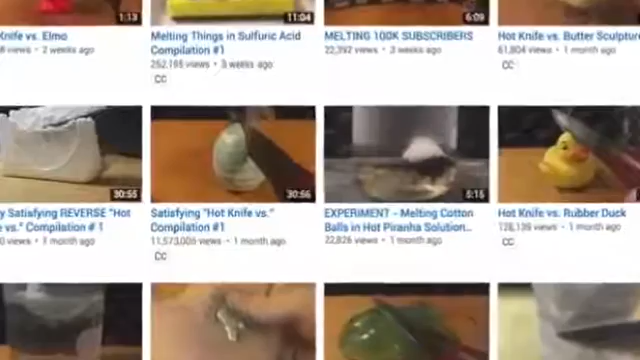 1:13
11:04
6:09
Knife vs. Elmo
views • 2 weeks ago
Melting Things in Sulfuric Acid
Compilation #1
252,195 views • 3 weeks ago
CC
MELTING 100K SUBSCRIBERS
22,392 views • 3 weeks ago
Hot Knife vs. Butter Sculpture
61,804 views • 1 month ago
CC
30:55
30:56
5:15
y Satisfying REVERSE "Hot
vs." Compilation # 1
views • 1 month ago
Satisfying "Hot Knife vs."
Compilation #1
11,573,005 views • 1 month ago
CC
EXPERIMENT - Melting Cotton
Balls in Hot Piranha Solution...
22,826 views • 1 month ago
Hot Knife vs. Rubber Duck
views • 1 month ago
CC